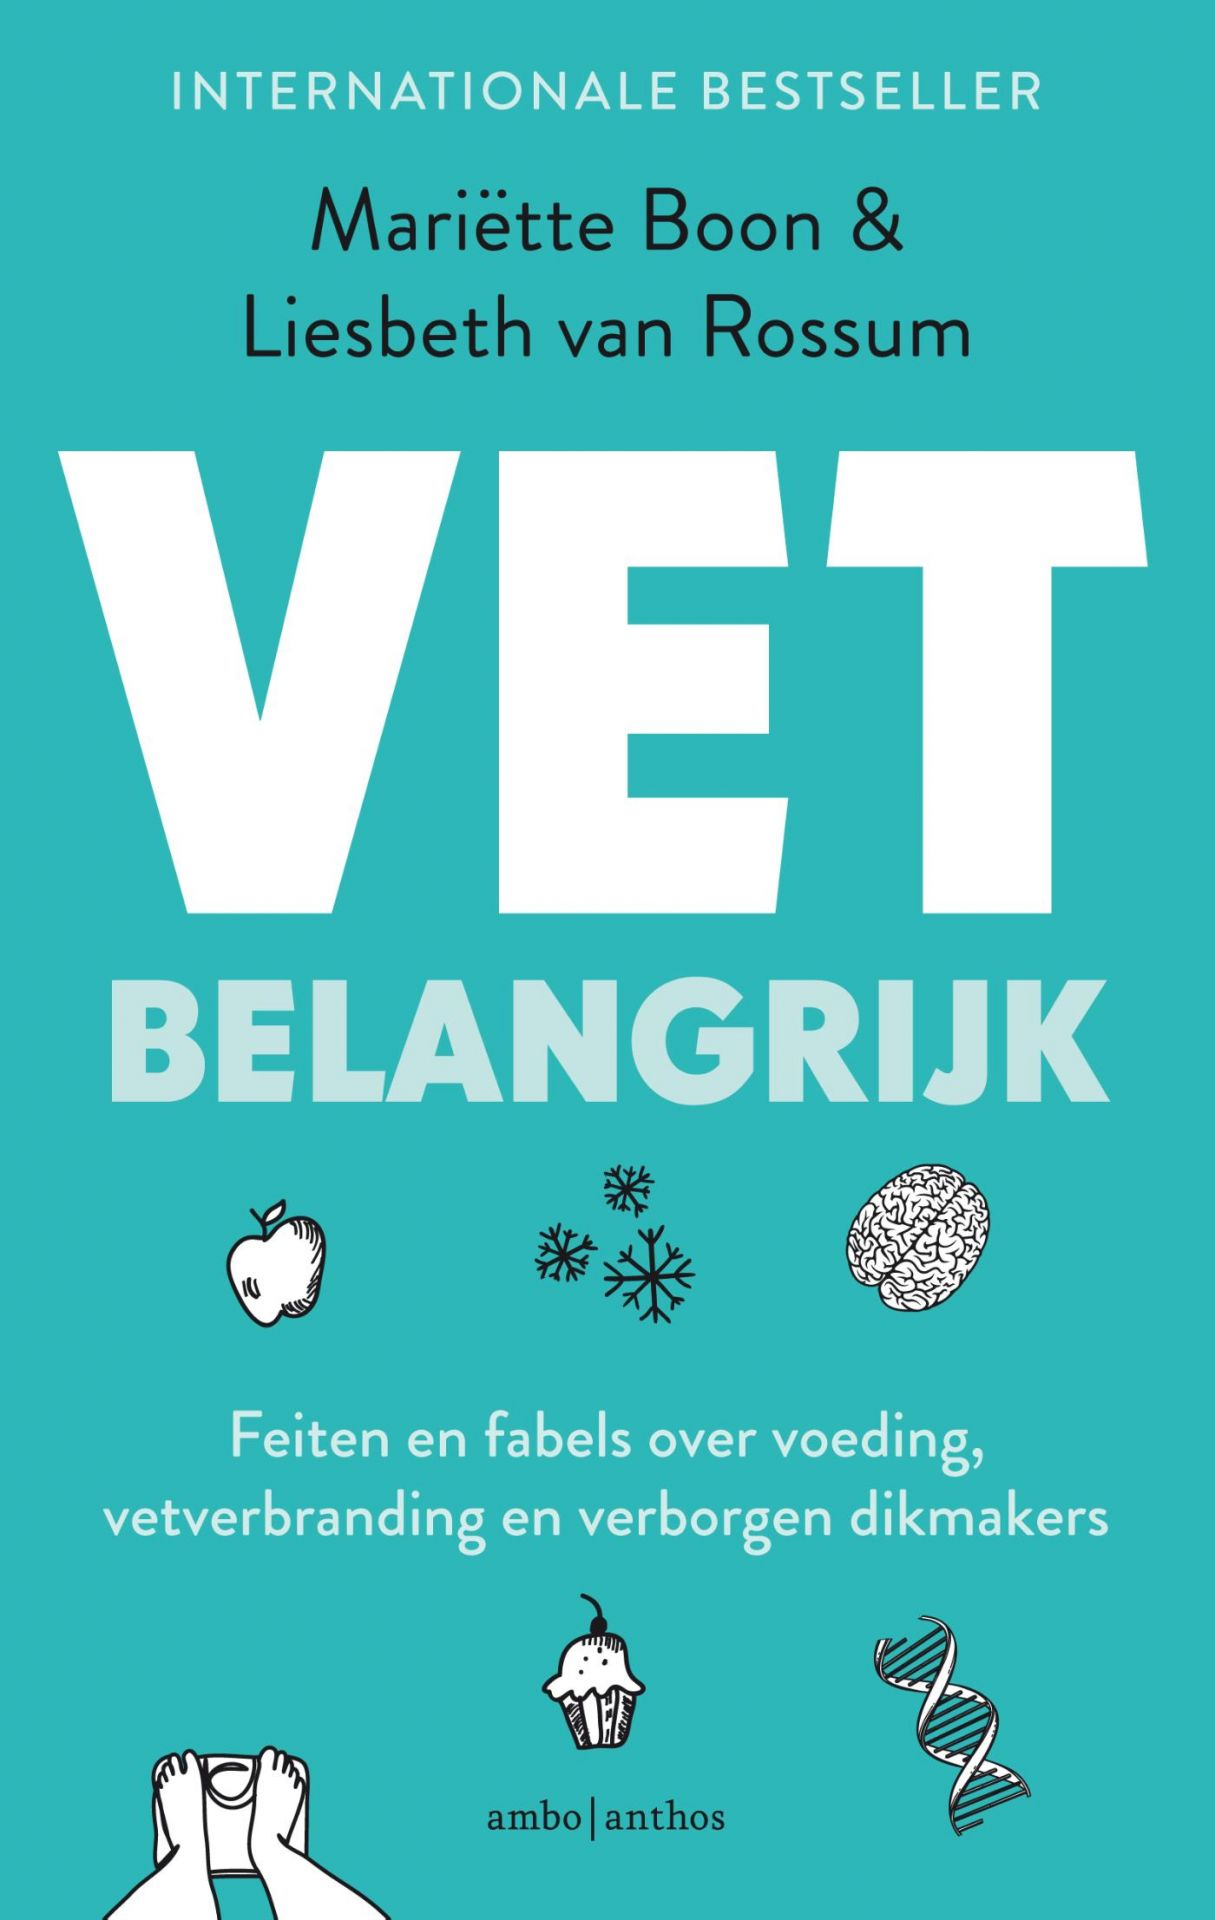 INTERNATIONALE BESTSELLER
Mariëtte Boon &
Liesbeth van Rossum
VET
BELANGRIJK
Feiten en fabels over voeding,
vetverbranding en verborgen dikmakers
ambo|anthos